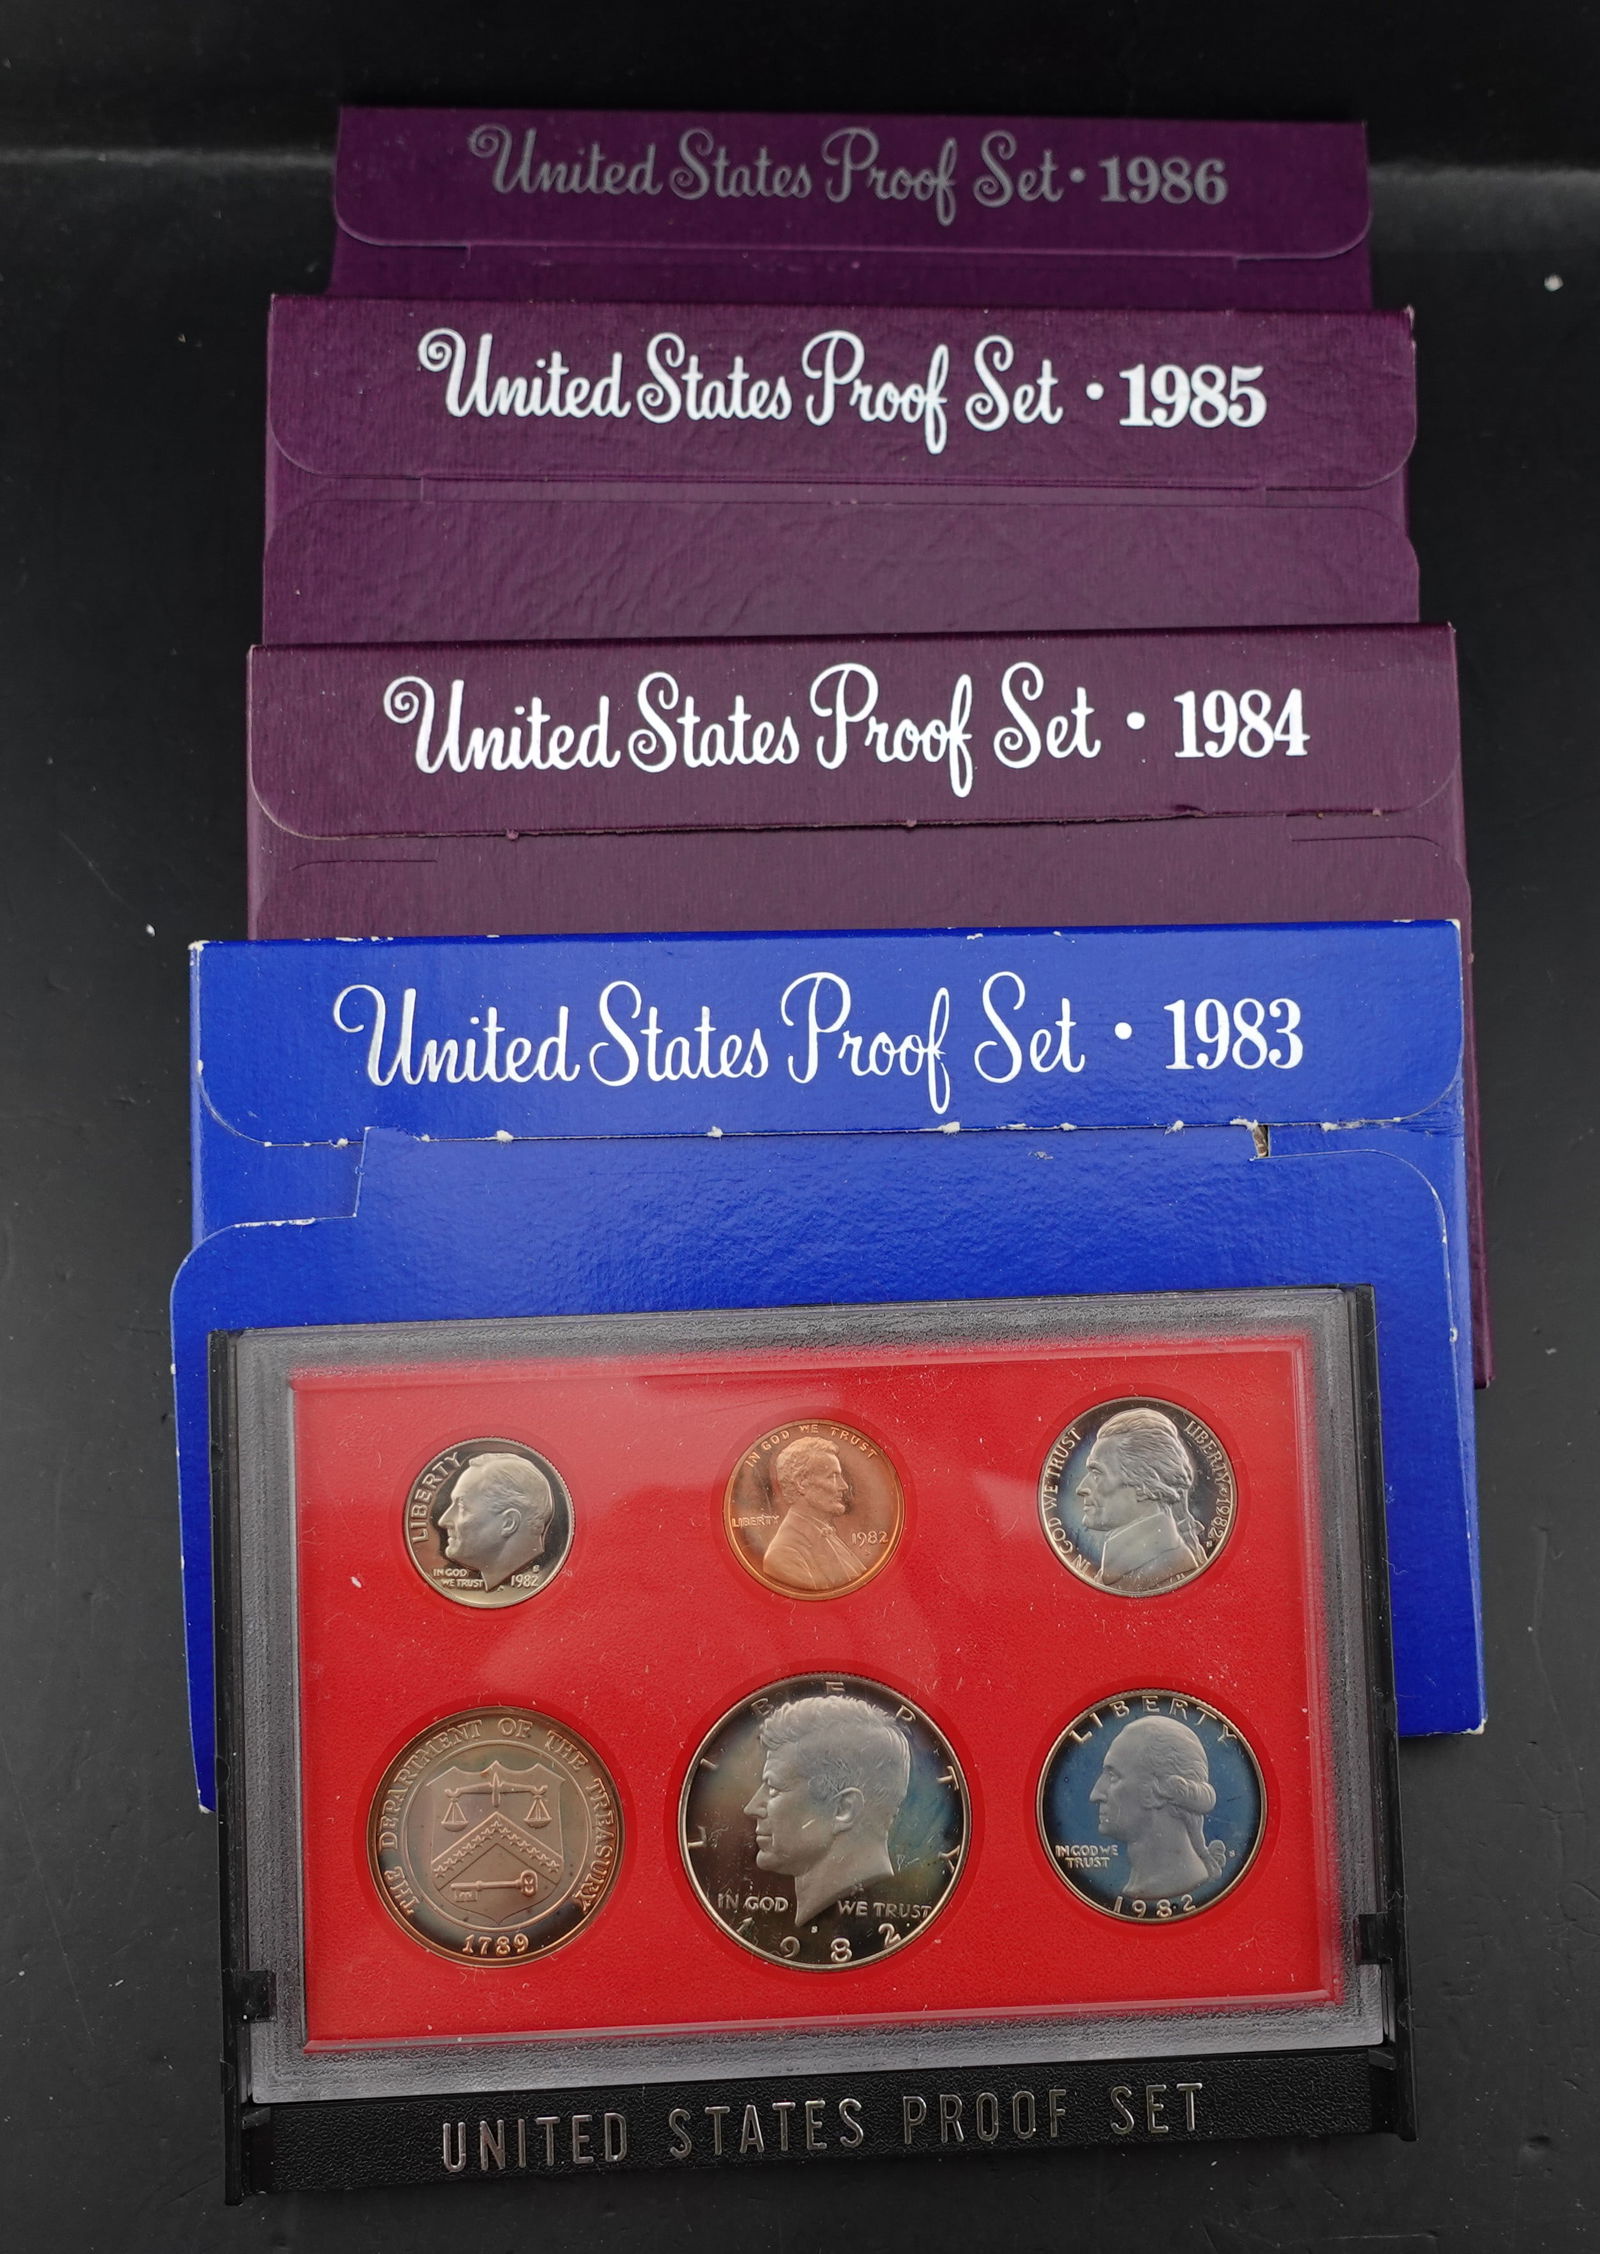 United States Proof Set • 1986
United States Proof Set • 1985
United States Proof Set • 1984
United States Proof Set • 1983
LIBERTY
IN GOD
WE TRUST
S
1982
IN GOD WE TRUST
LIBERTY
1982
S
IN GOD WE TRUST
LIBERTY★1982
S
THE DEPARTMENT OF THE TREASURY
1789
LIBERTY
IN GOD WE TRUST
S
1982
LIBERTY
IN GOD WE
TRUST
S
1982
UNITED STATES PROOF SET